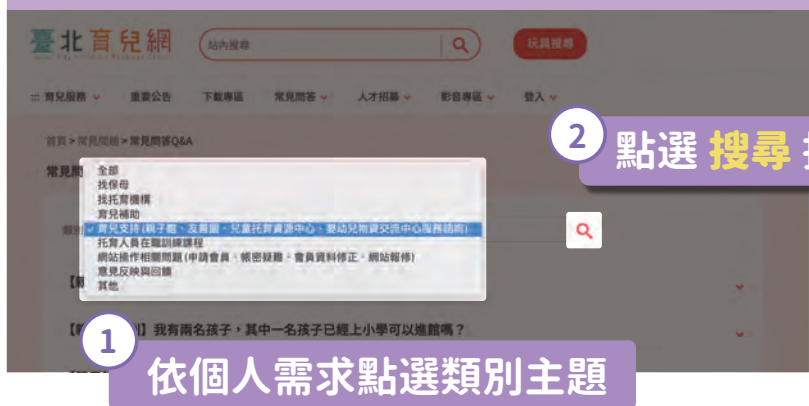 臺北育兒網
站內搜尋
玩具搜尋
育兒服務
重要公告
下載專區
常見問答
人才招募
影音專區
登入
首頁 > 常見問題 > 常見問答Q&A
常見問
2 點選 搜尋
全部
找保母
找托育機構
育兒補助
類別
✓ 育兒支持(親子館、友善園、兒童托育資源中心、嬰幼兒物資交流中心服務諮詢)
托育人員在職訓練課程
網站操作相關問題(申請會員、帳密疑難、會員資料修正、網站報修)
意見反映與回饋
其他
】我有兩名孩子，其中一名孩子已經上小學可以進館嗎？
1 依個人需求點選類別主題